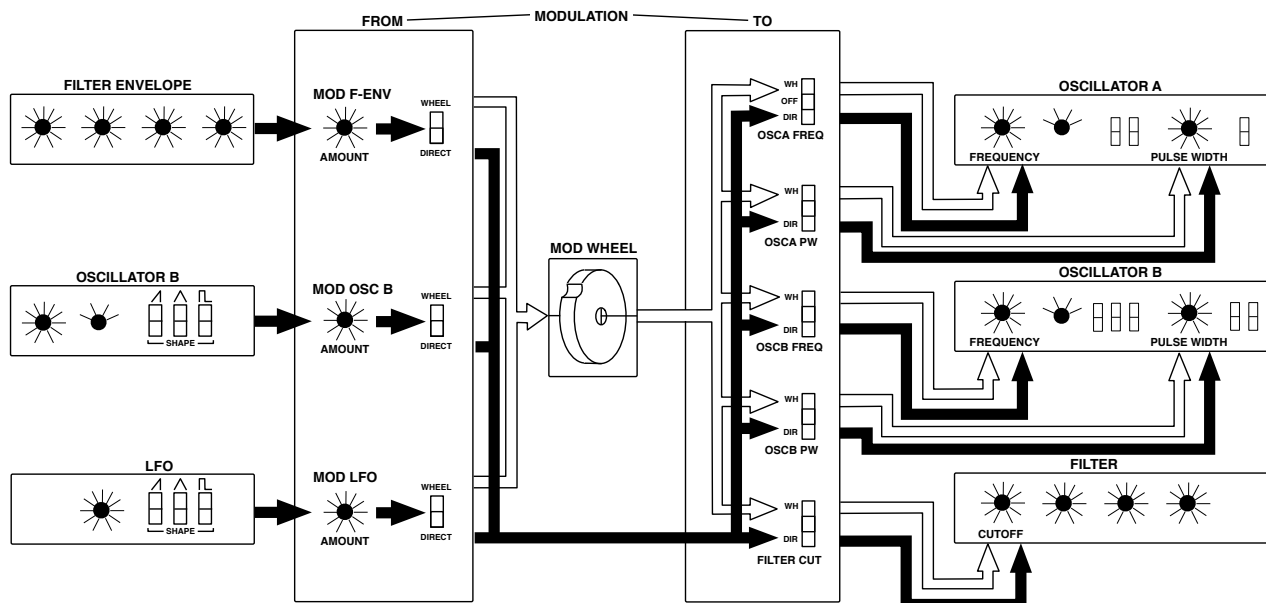 FROM
MODULATION
TO
FILTER ENVELOPE
MOD F-ENV
AMOUNT
WHEEL
DIRECT
OSCILLATOR B
SHAPE
MOD OSC B
AMOUNT
WHEEL
DIRECT
LFO
SHAPE
MOD LFO
AMOUNT
WHEEL
DIRECT
MOD WHEEL
WH
OFF
DIR
OSCA FREQ
WH
DIR
OSCA PW
WH
DIR
OSCB FREQ
WH
DIR
OSCB PW
WH
DIR
FILTER CUT
OSCILLATOR A
FREQUENCY
PULSE WIDTH
OSCILLATOR B
FREQUENCY
PULSE WIDTH
FILTER
CUTOFF